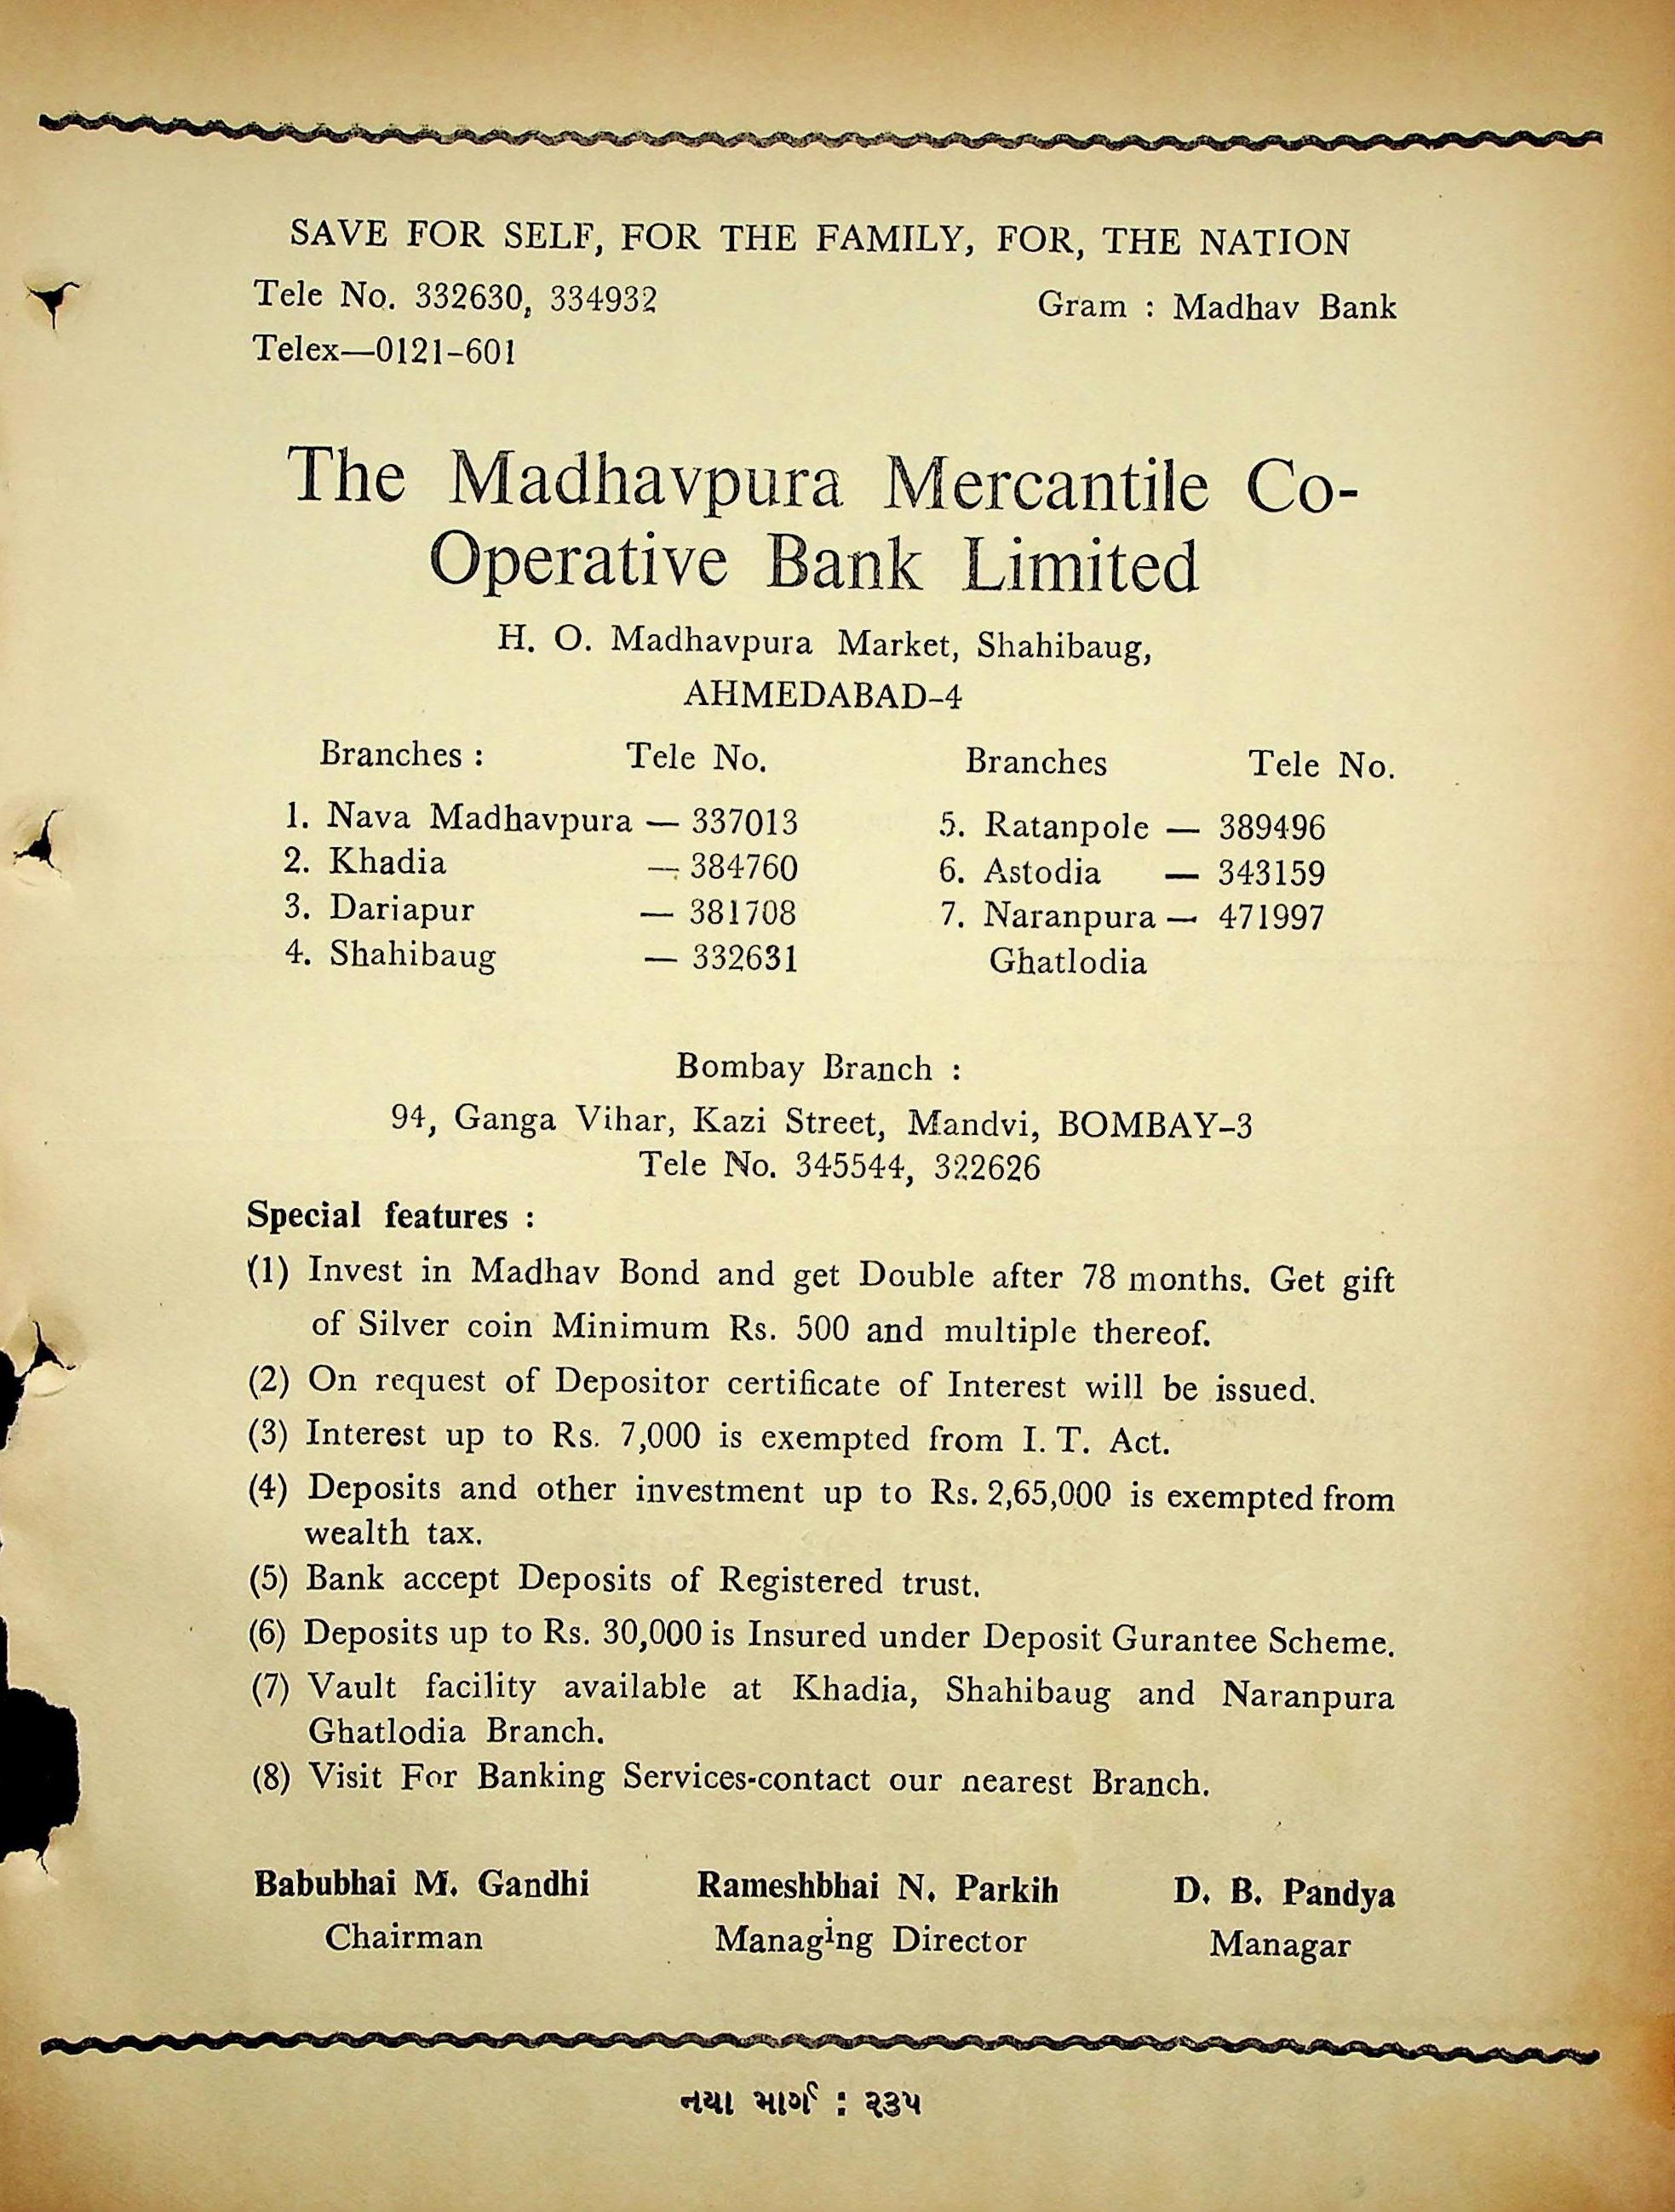 SAVE FOR SELF, FOR THE FAMILY, FOR, THE NATION
Tele No. 332630, 334932 Gram : Madhav Bank
Telex—0121-601
The Madhavpura Mercantile Co-
Operative Bank Limited
H. O. Madhavpura Market, Shahibaug,
AHMEDABAD-4
Branches : Tele No. Branches Tele No.
1. Nava Madhavpura — 337013 5. Ratanpole — 389496
2. Khadia — 384760 6. Astodia — 343159
3. Dariapur — 381708 7. Naranpura — 471997
4. Shahibaug — 332631 Ghatlodia
Bombay Branch :
94, Ganga Vihar, Kazi Street, Mandvi, BOMBAY-3
Tele No. 345544, 322626
Special features :
(1) Invest in Madhav Bond and get Double after 78 months. Get gift
of Silver coin Minimum Rs. 500 and multiple thereof.
(2) On request of Depositor certificate of Interest will be issued.
(3) Interest up to Rs. 7,000 is exempted from I. T. Act.
(4) Deposits and other investment up to Rs. 2,65,000 is exempted from
wealth tax.
(5) Bank accept Deposits of Registered trust.
(6) Deposits up to Rs. 30,000 is Insured under Deposit Gurantee Scheme.
(7) Vault facility available at Khadia, Shahibaug and Naranpura
Ghatlodia Branch.
(8) Visit For Banking Services-contact our nearest Branch.
Babubhai M. Gandhi Rameshbhai N. Parkih D. B. Pandya
Chairman Managing Director Managar
નયા માર્ગ : ૨૩૫